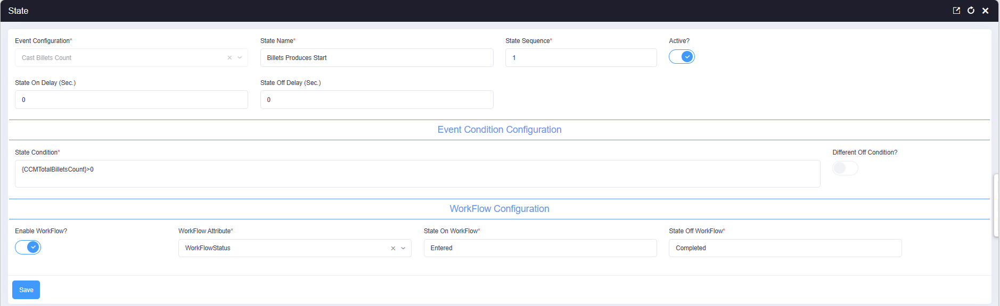 State
Event Configuration*
State Name*
State Sequence*
Active?
Cast Billets Count
Billets Produces Start
1
State On Delay (Sec.)
State Off Delay (Sec.)
0
0
Event Condition Configuration
State Condition*
Different Off Condition?
{CCMTotalBilletsCount}>0
WorkFlow Configuration
Enable WorkFlow?
WorkFlow Attribute*
State On WorkFlow*
State Off WorkFlow*
WorkFlowStatus
Entered
Completed
Save